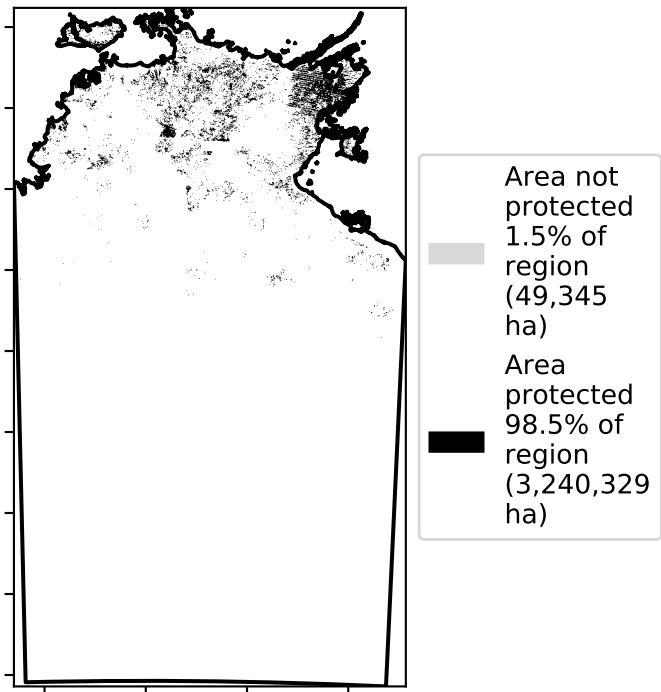 Area not
protected
1.5% of
region
(49,345
ha)
Area
protected
98.5% of
region
(3,240,329
ha)